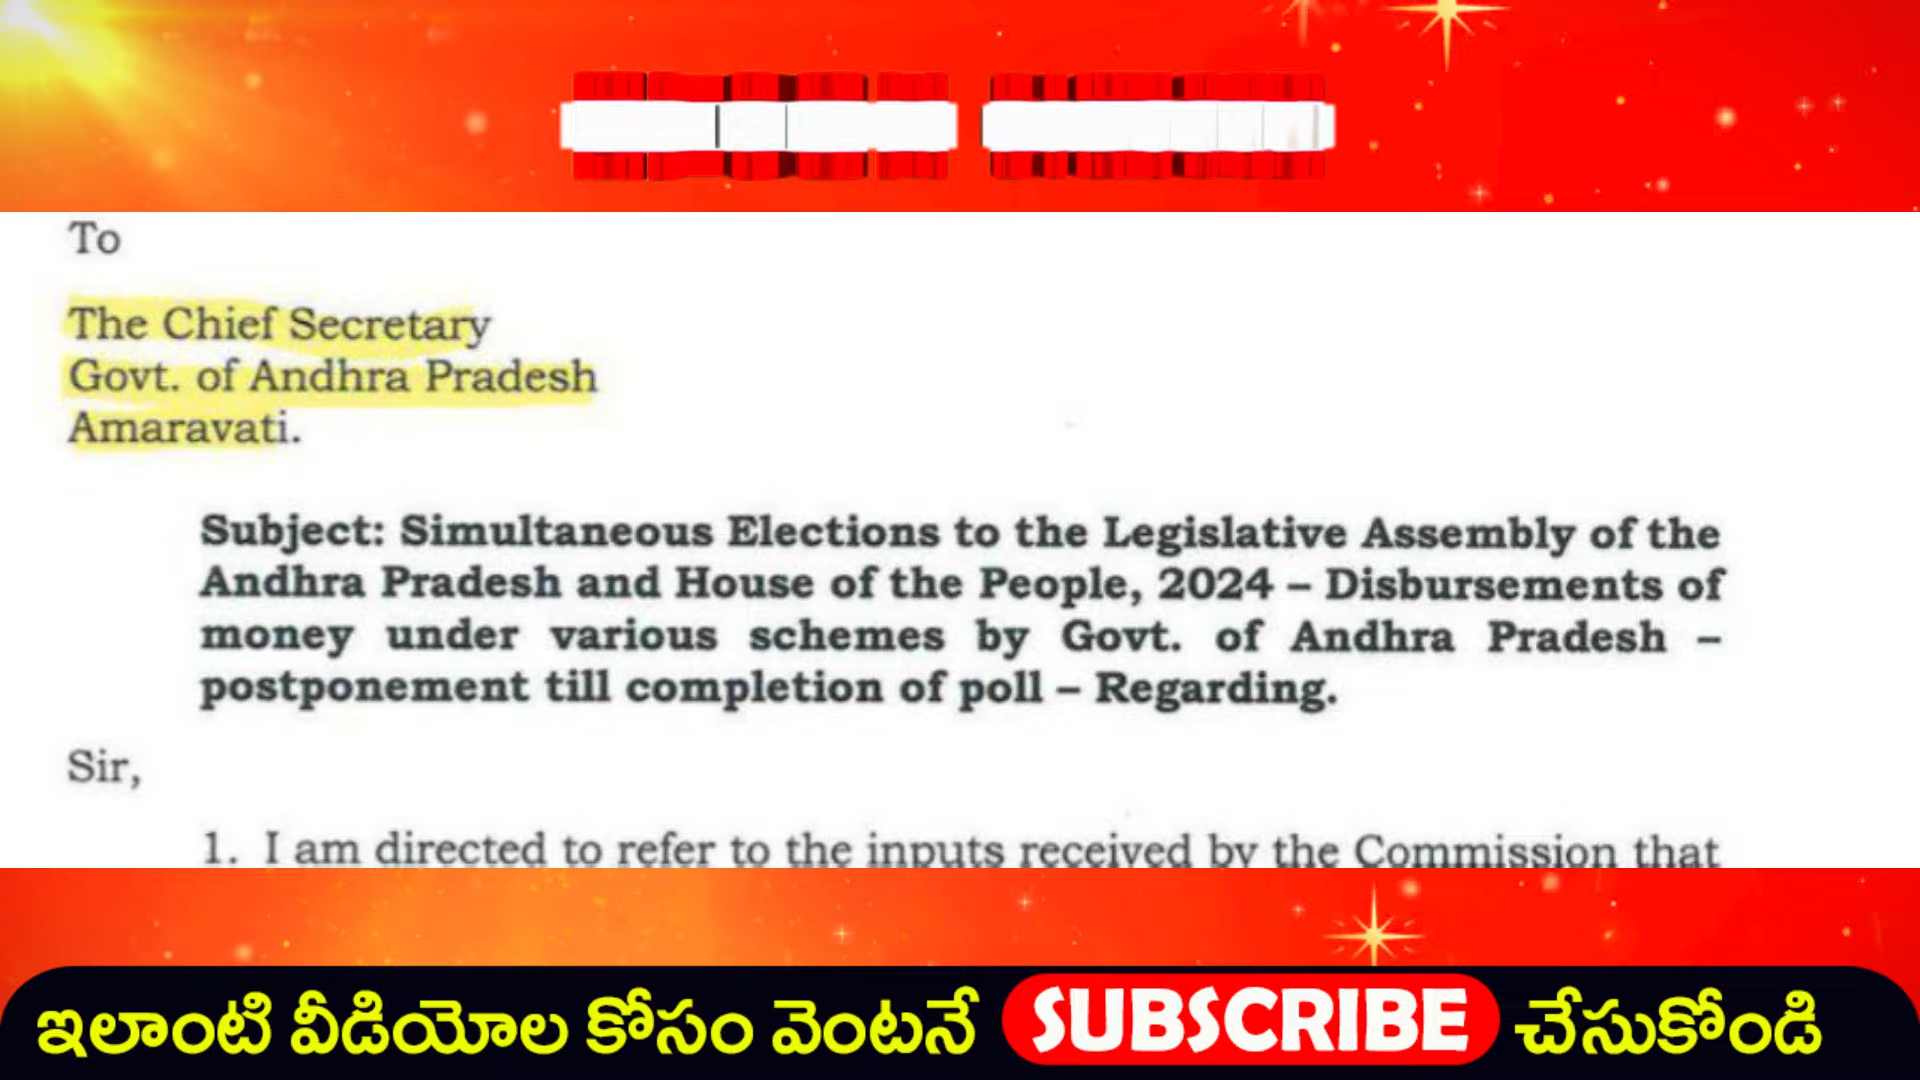 To
The Chief Secretary
Govt. of Andhra Pradesh
Amaravati.
Subject: Simultaneous Elections to the Legislative Assembly of the
Andhra Pradesh and House of the People, 2024 – Disbursements of
money under various schemes by Govt. of Andhra Pradesh –
postponement till completion of poll – Regarding.
Sir,
1. I am directed to refer to the inputs received by the Commission that
ఇలాంటి వీడియోల కోసం వెంటనే SUBSCRIBE చేసుకోండి